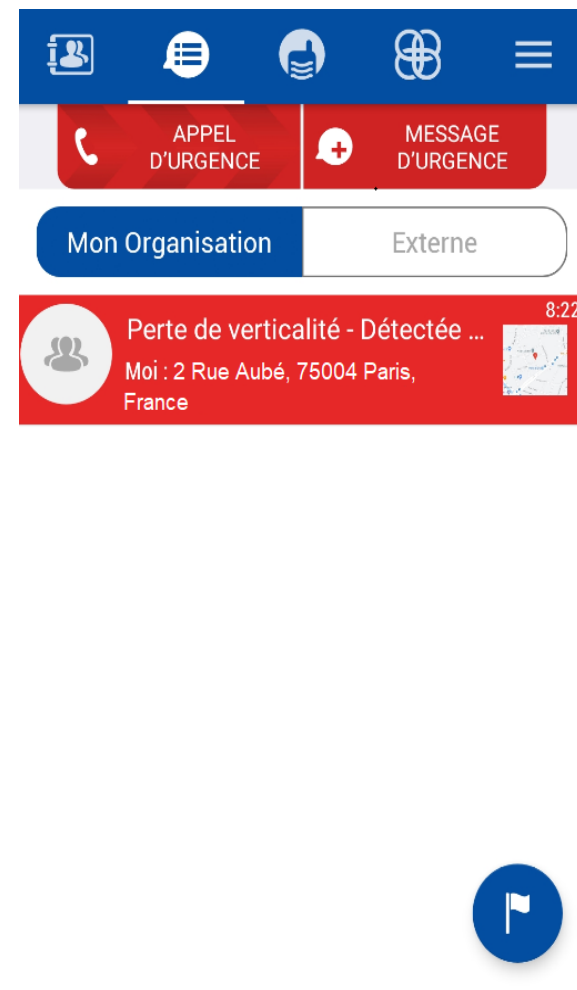 APPEL
D'URGENCE
MESSAGE
D'URGENCE
Mon Organisation
Externe
8:22
Perte de verticalité - Détectée ...
Moi : 2 Rue Aubé, 75004 Paris,
France